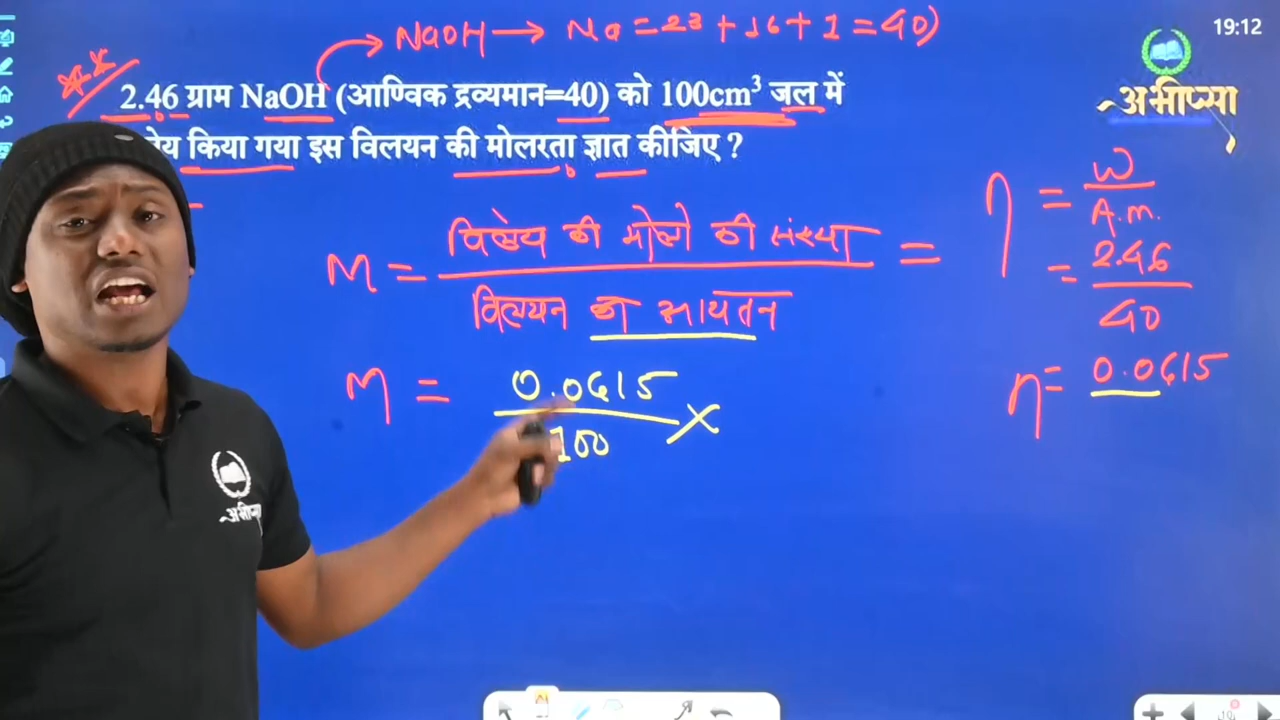 NaOH → Na = 23 + 16 + 1 = 40)
19:12
2.46 ग्राम NaOH (आण्विक द्रव्यमान=40) को 100cm³ जल में
किया गया इस विलयन की मोलरता ज्ञात कीजिए ?
अभीप्सा
M = विलेय की मोलो की संख्या / विलयन का आयतन =
η = W / A.m.
= 2.46 / 40
η = 0.0615
M = 0.0615 / 100 ×
अभीप्सा